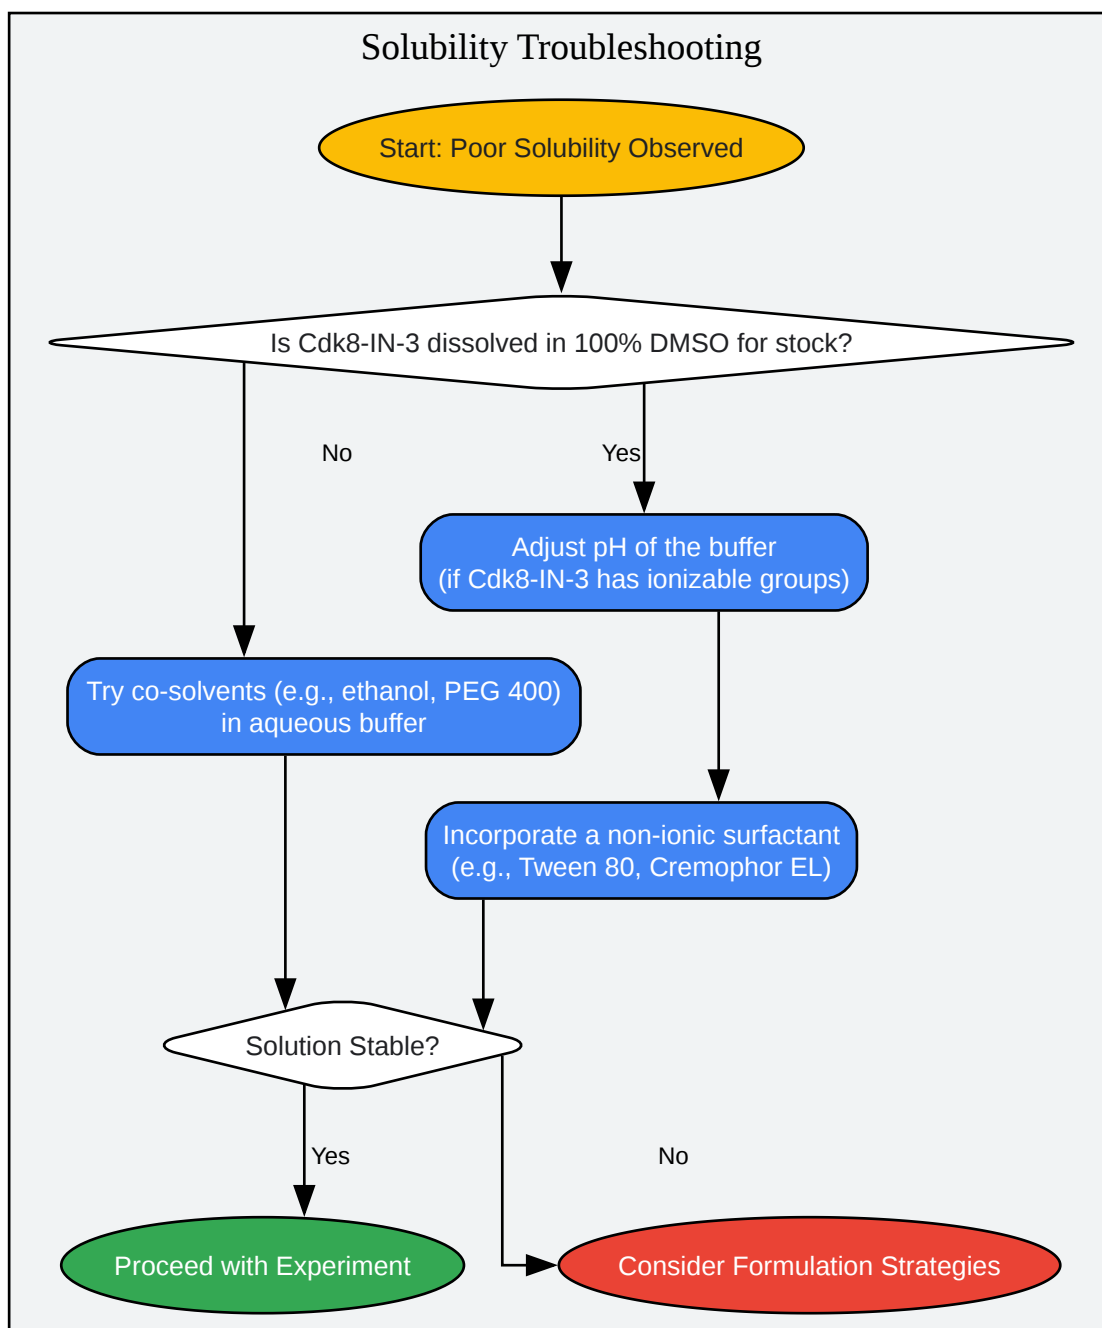 Solubility Troubleshooting
Start: Poor Solubility Observed
Is Cdk8-IN-3 dissolved in 100% DMSO for stock?
No
Yes
Adjust pH of the buffer
(if Cdk8-IN-3 has ionizable groups)
Try co-solvents (e.g., ethanol, PEG 400)
in aqueous buffer
Incorporate a non-ionic surfactant
(e.g., Tween 80, Cremophor EL)
Solution Stable?
Yes
No
Proceed with Experiment
Consider Formulation Strategies